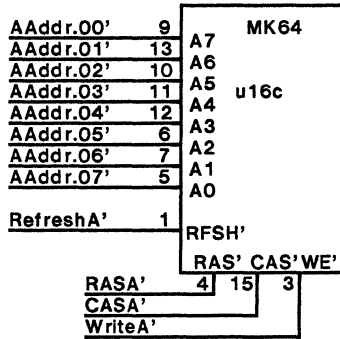 AAddr.00' 9 A7 MK64
AAddr.01' 13 A6
AAddr.02' 10 A5 u16c
AAddr.03' 11 A4
AAddr.04' 12 A3
AAddr.05' 6 A2
AAddr.06' 7 A1
AAddr.07' 5 A0
RefreshA' 1 RFSH'
RAS' CAS' WE'
RASA' 4 15 3
CASA'
WriteA'